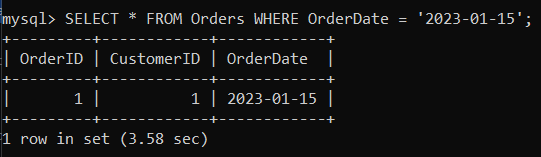 mysql> SELECT * FROM Orders WHERE OrderDate = '2023-01-15';
+---------+------------+------------+
| OrderID | CustomerID | OrderDate  |
+---------+------------+------------+
|       1 |          1 | 2023-01-15 |
+---------+------------+------------+
1 row in set (3.58 sec)